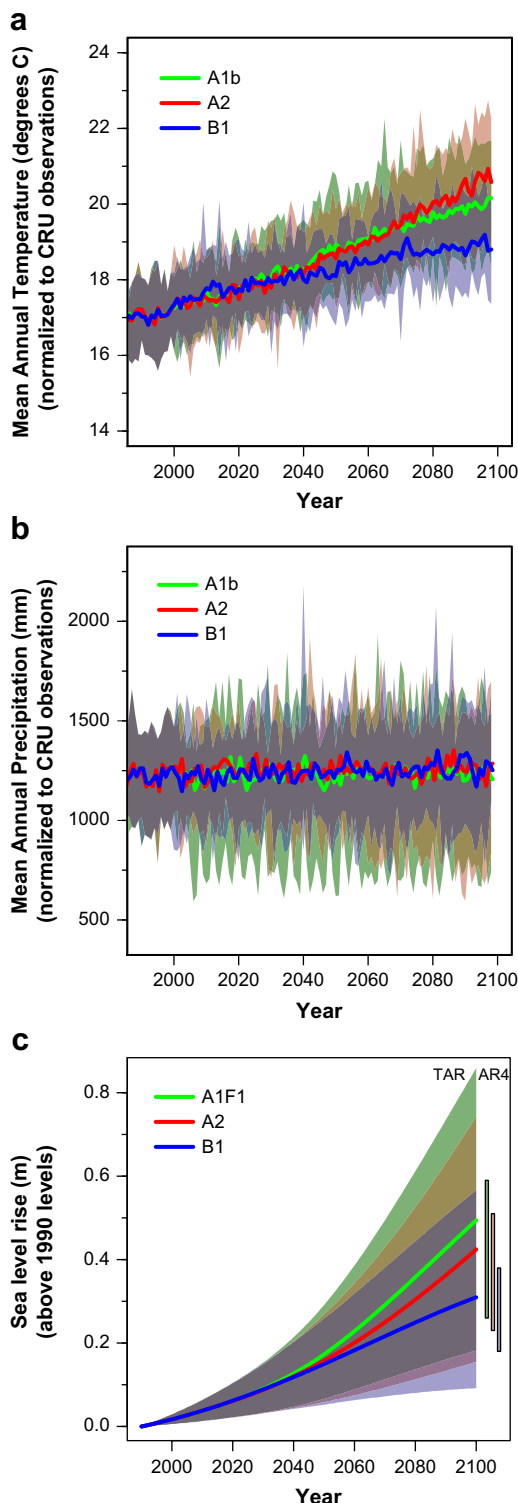 a
Mean Annual Temperature (degrees C)
(normalized to CRU observations)
24
22
20
18
16
14
A1b
A2
B1
2000 2020 2040 2060 2080 2100
Year
b
Mean Annual Precipitation (mm)
(normalized to CRU observations)
2000
1500
1000
500
A1b
A2
B1
2000 2020 2040 2060 2080 2100
Year
c
Sea level rise (m)
(above 1990 levels)
0.8
0.6
0.4
0.2
0.0
TAR AR4
A1F1
A2
B1
2000 2020 2040 2060 2080 2100
Year